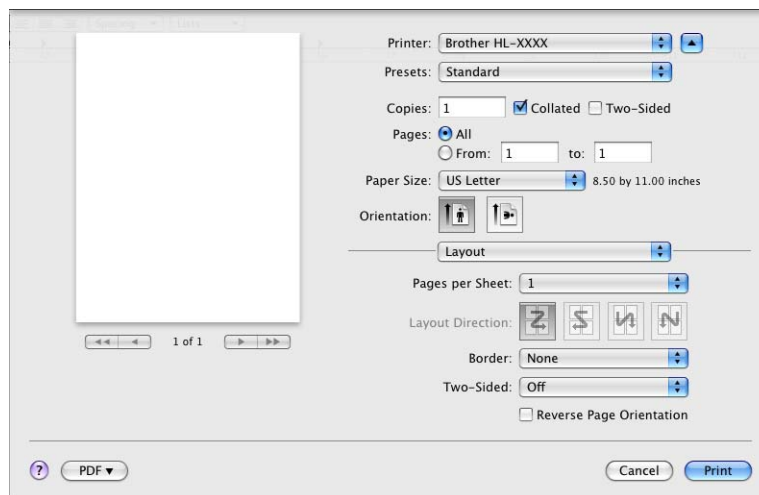 Spacing Lists
Printer: Brother HL-XXXX
Presets: Standard
Copies: 1 Collated Two-Sided
Pages: All
From: 1 to: 1
Paper Size: US Letter 8.50 by 11.00 inches
Orientation:
Layout
Pages per Sheet: 1
Layout Direction:
Border: None
Two-Sided: Off
Reverse Page Orientation
1 of 1
? PDF▼ Cancel Print